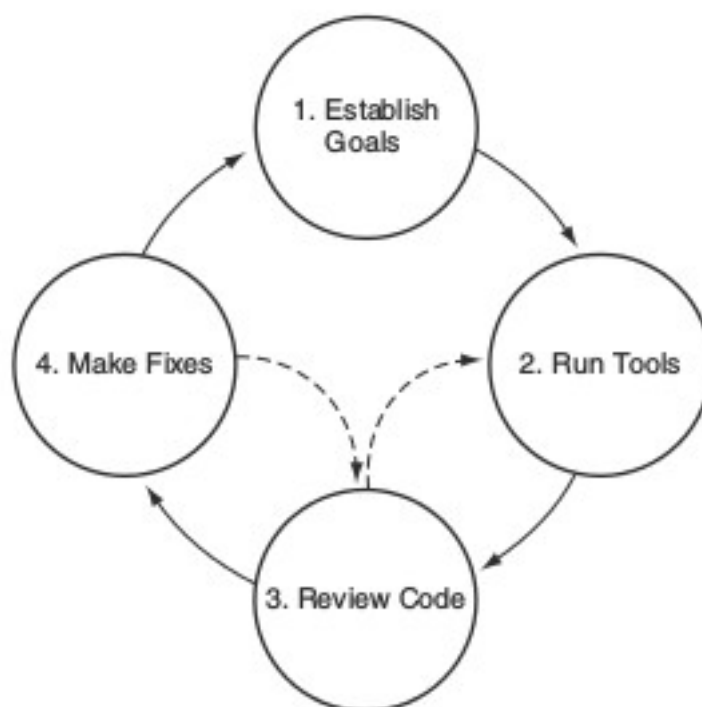 1. Establish
Goals
4. Make Fixes
2. Run Tools
3. Review Code